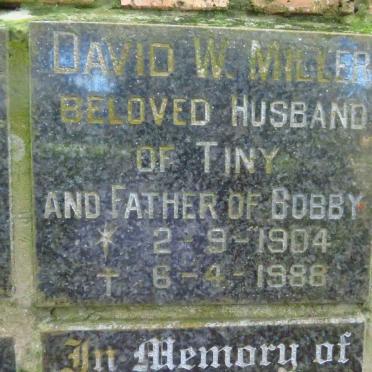 DAVID W. MILLER
BELOVED HUSBAND
OF TINY
AND FATHER OF BOBBY
* 2-9-1904
† 6-4-1988
In Memory of